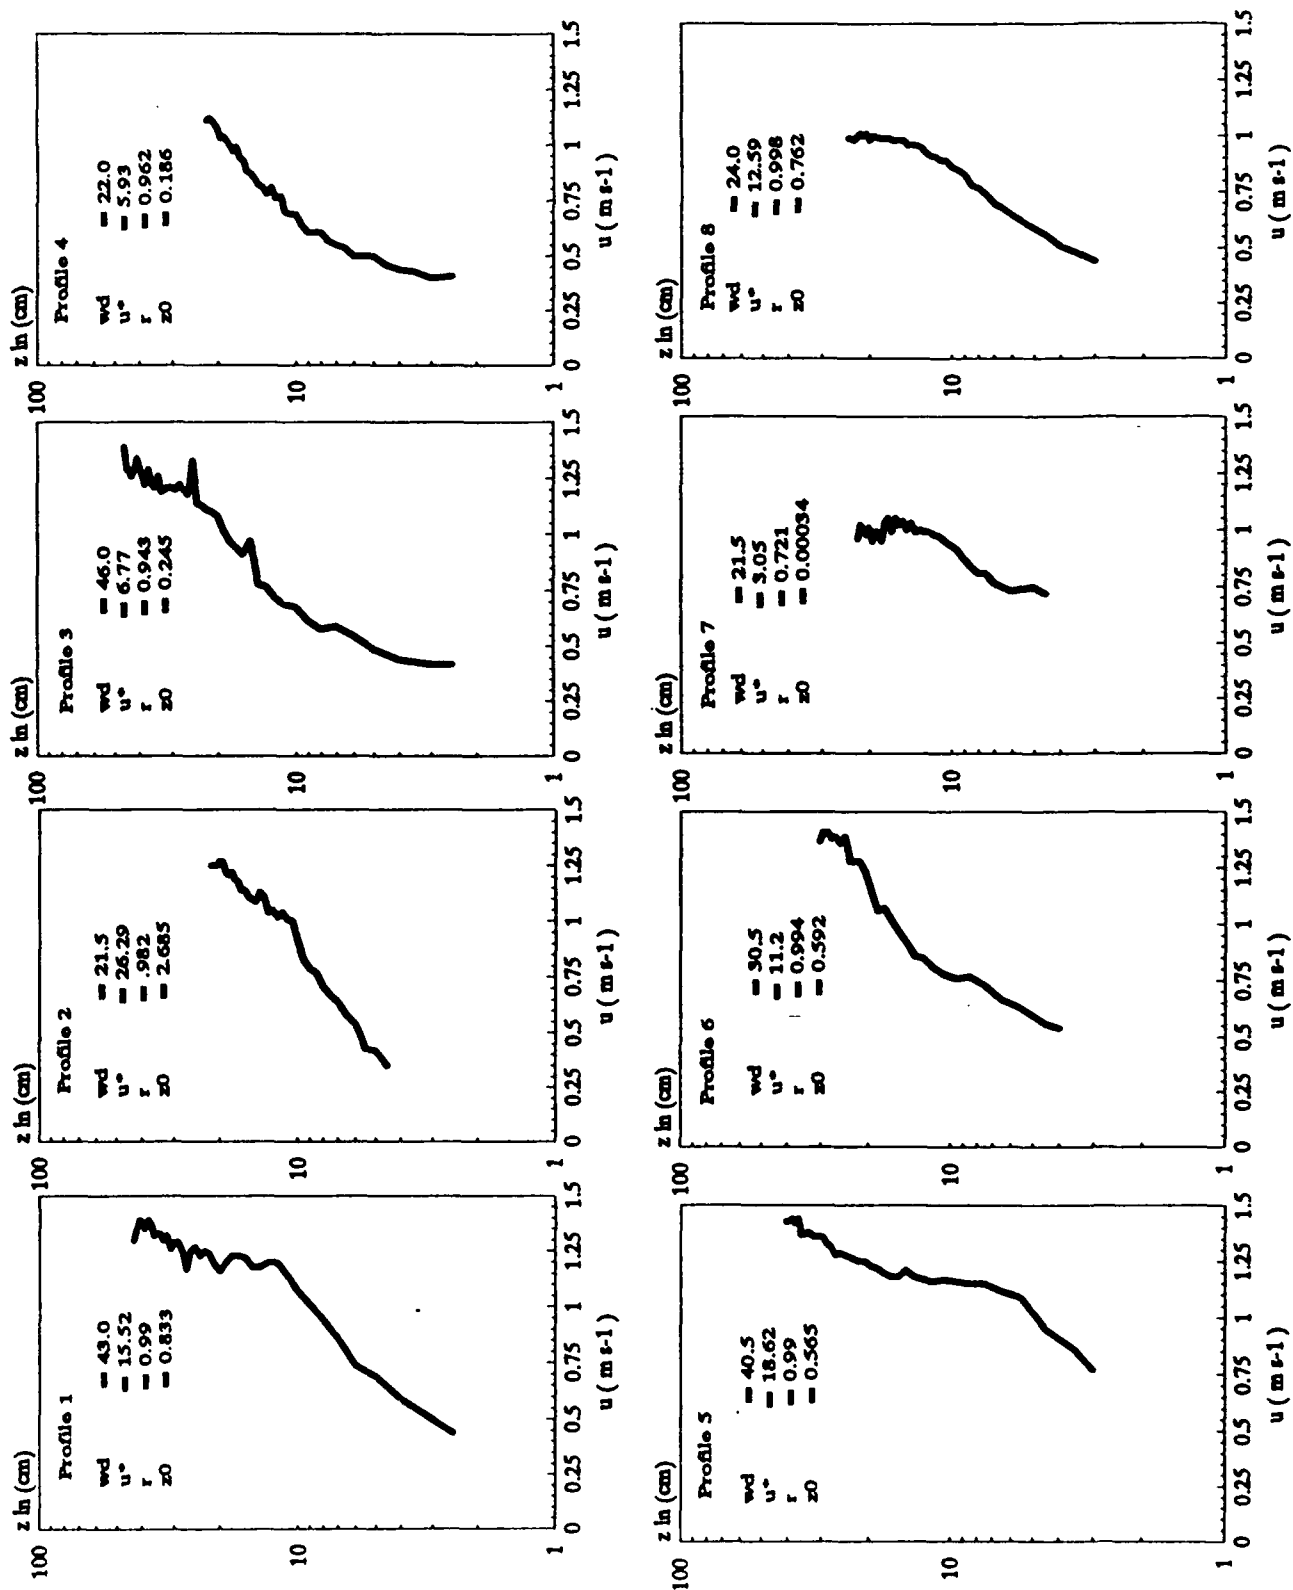 z ln (cm)
100
Profile 1
wd = 43.0
u* = 15.52
r = 0.99
z0 = 0.833
10
1
0 0.25 0.5 0.75 1 1.25 1.5
u ( m s-1 )
z ln (cm)
100
Profile 2
wd = 21.5
u* = 26.29
r = .982
z0 = 2.685
10
1
0 0.25 0.5 0.75 1 1.25 1.5
u ( m s-1 )
z ln (cm)
100
Profile 3
wd = 46.0
u* = 6.77
r = 0.943
z0 = 0.245
10
1
0 0.25 0.5 0.75 1 1.25 1.5
u ( m s-1 )
z ln (cm)
100
Profile 4
wd = 22.0
u* = 5.93
r = 0.962
z0 = 0.186
10
1
0 0.25 0.5 0.75 1 1.25 1.5
u ( m s-1 )
z ln (cm)
100
Profile 5
wd = 40.5
u* = 18.62
r = 0.99
z0 = 0.565
10
1
0 0.25 0.5 0.75 1 1.25 1.5
u ( m s-1 )
z ln (cm)
100
Profile 6
wd = 30.5
u* = 11.2
r = 0.994
z0 = 0.592
10
1
0 0.25 0.5 0.75 1 1.25 1.5
u ( m s-1 )
z ln (cm)
100
Profile 7
wd = 21.5
u* = 3.05
r = 0.721
z0 = 0.00034
10
1
0 0.25 0.5 0.75 1 1.25 1.5
u ( m s-1 )
z ln (cm)
100
Profile 8
wd = 24.0
u* = 12.59
r = 0.998
z0 = 0.762
10
1
0 0.25 0.5 0.75 1 1.25 1.5
u ( m s-1 )